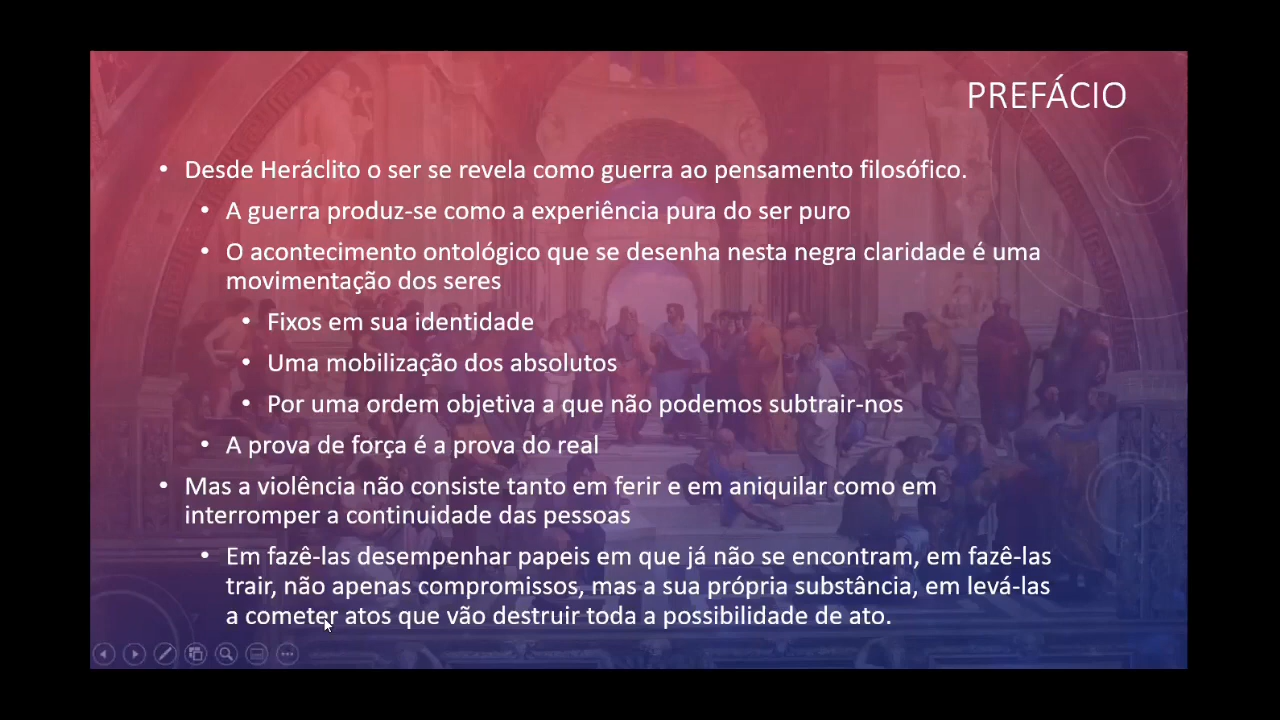 PREFÁCIO
• Desde Heráclito o ser se revela como guerra ao pensamento filosófico.
• A guerra produz-se como a experiência pura do ser puro
• O acontecimento ontológico que se desenha nesta negra claridade é uma
movimentação dos seres
• Fixos em sua identidade
• Uma mobilização dos absolutos
• Por uma ordem objetiva a que não podemos subtrair-nos
• A prova de força é a prova do real
• Mas a violência não consiste tanto em ferir e em aniquilar como em
interromper a continuidade das pessoas
• Em fazê-las desempenhar papeis em que já não se encontram, em fazê-las
trair, não apenas compromissos, mas a sua própria substância, em levá-las
a cometer atos que vão destruir toda a possibilidade de ato.